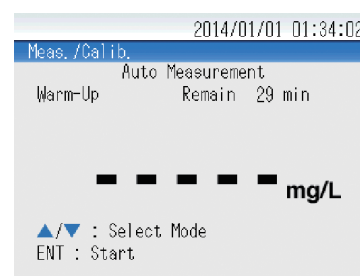 2014/01/01 01:34:02
Meas./Calib.
Auto Measurement
Warm-Up Remain 29 min
----- mg/L
▲/▼ : Select Mode
ENT : Start